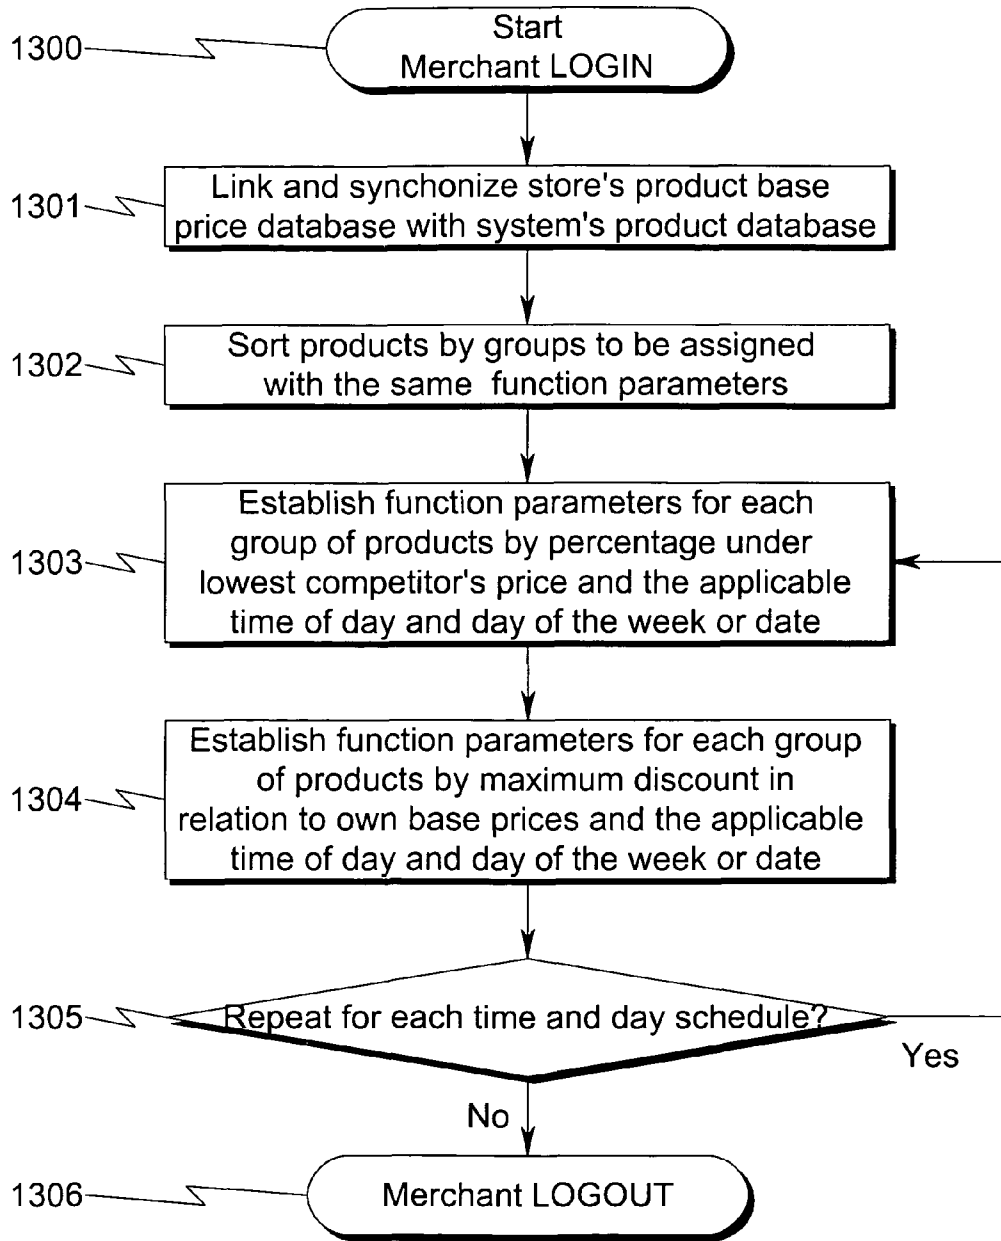 Start
1300
Merchant LOGIN
Link and synchonize store's product base
1301
price database with system's product database
Sort products by groups to be assigned
1302
with the same function parameters
Establish function parameters for each
group of products by percentage under
1303
lowest competitor's price and the applicable
time of day and day of the week or date
Establish function parameters for each group
of products by maximum discount in
1304
relation to own base prices and the applicable
time of day and day of the week or date
1305
Repeat for each time and day schedule?
Yes
No
1306
Merchant LOGOUT